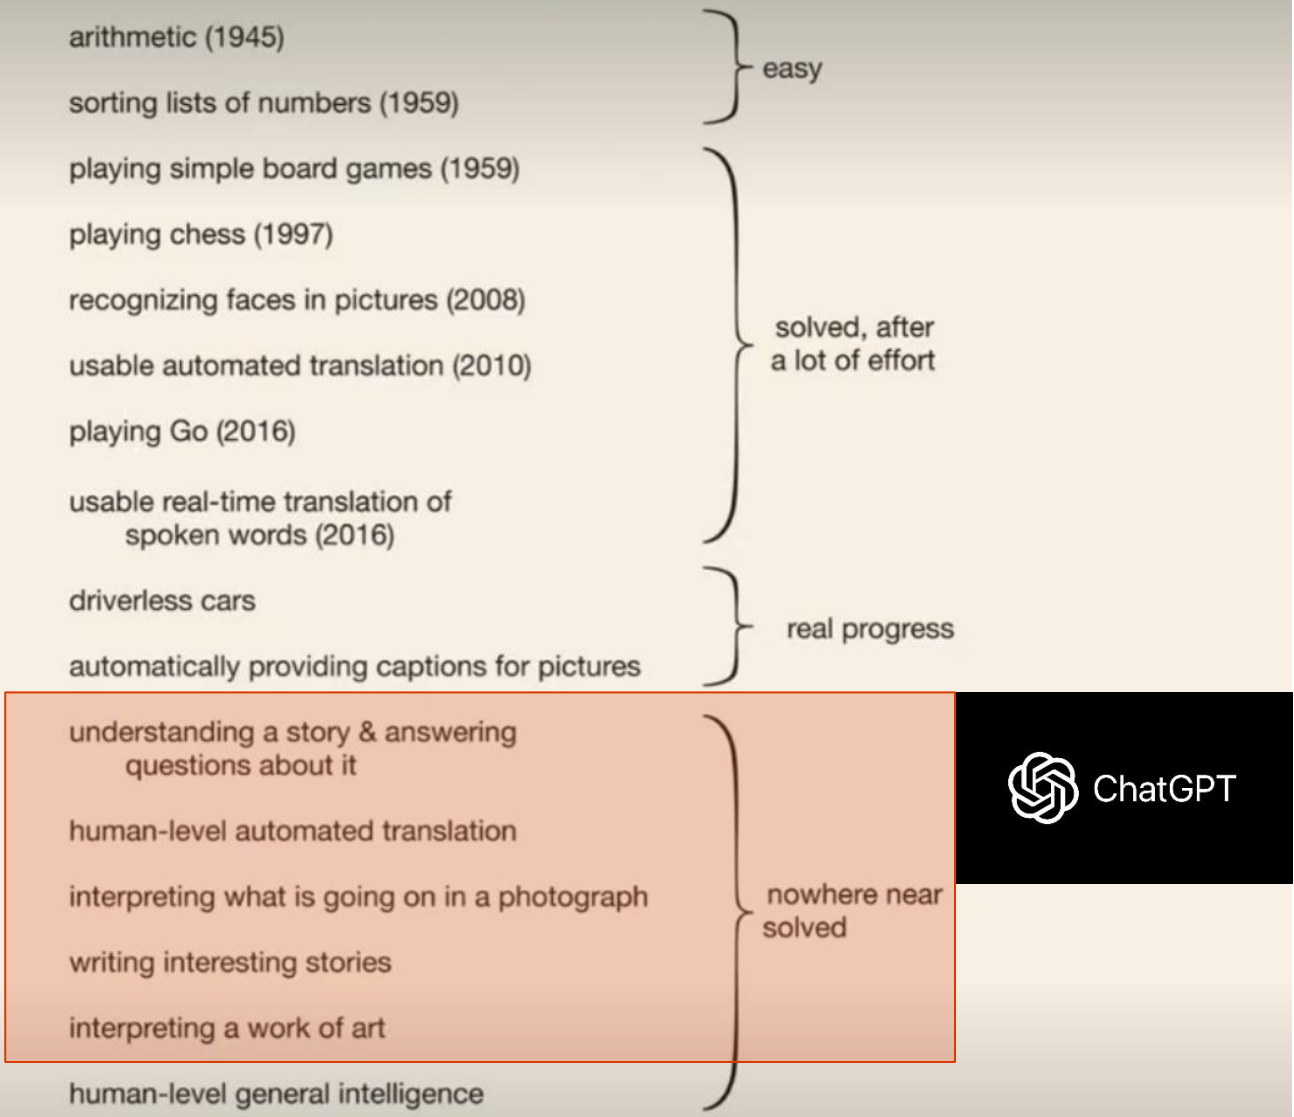 arithmetic (1945)
sorting lists of numbers (1959)
easy
playing simple board games (1959)
playing chess (1997)
recognizing faces in pictures (2008)
usable automated translation (2010)
playing Go (2016)
usable real-time translation of
spoken words (2016)
solved, after
a lot of effort
driverless cars
automatically providing captions for pictures
real progress
understanding a story & answering
questions about it
human-level automated translation
interpreting what is going on in a photograph
writing interesting stories
interpreting a work of art
human-level general intelligence
nowhere near
solved
ChatGPT